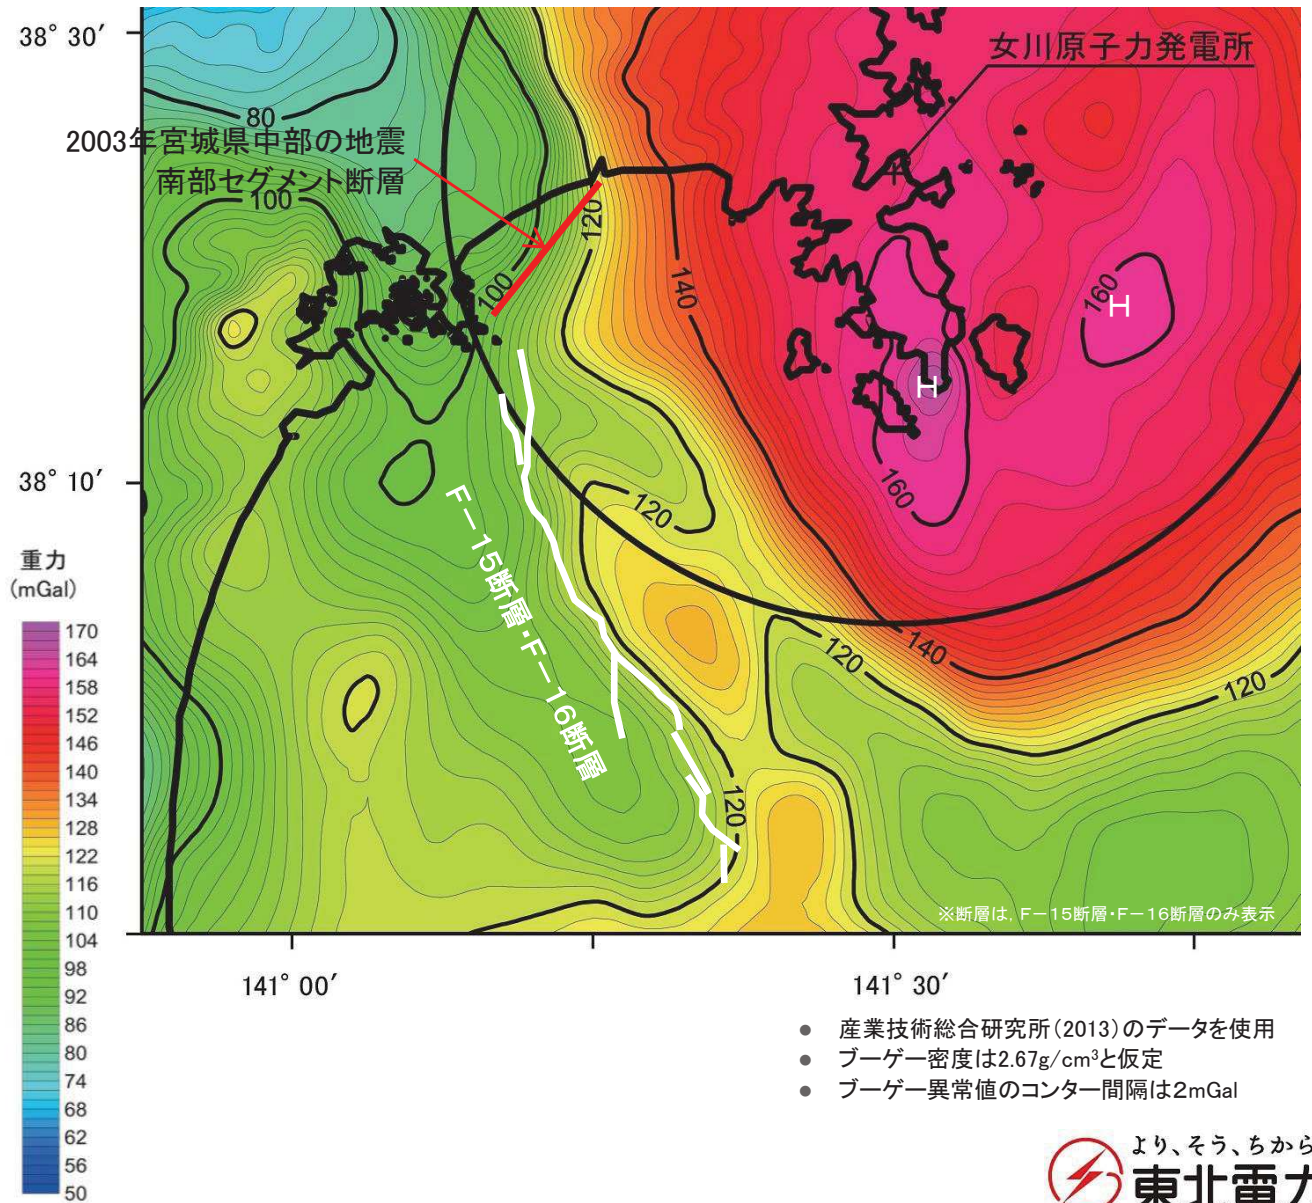 38° 30′
女川原子力発電所
80
2003年宮城県中部の地震
南部セグメント断層
100
120
140
100
160
H
H
38° 10′
160
120
F－15断層・F－16断層
重力
(mGal)
120
140
120
120
170
164
158
152
146
140
134
128
122
116
110
104
98
92
86
80
74
68
62
56
50
※断層は，F－15断層・F－16断層のみ表示
141° 00′
141° 30′
● 産業技術総合研究所（2013）のデータを使用
● ブーゲー密度は2.67g/cm³と仮定
● ブーゲー異常値のコンター間隔は2mGal
より、そう、ちから
東北電力